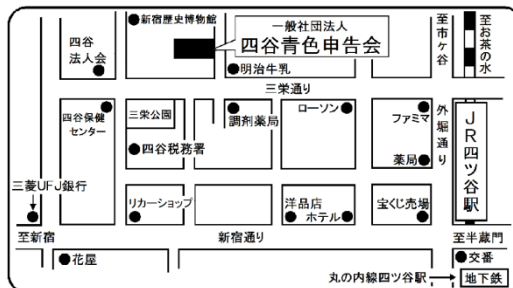 新宿歴史博物館
一般社団法人
四谷青色申告会
至市ヶ谷
至お茶の水
四谷
法人会
明治牛乳
三栄通り
四谷保健
センター
三栄公園
調剤薬局
ローソン
ファミマ
外堀通り
JR四ツ谷駅
四谷税務署
薬局
三菱UFJ銀行
リカーショップ
洋品店
ホテル
宝くじ売場
至新宿
新宿通り
至半蔵門
花屋
交番
丸の内線四ツ谷駅
地下鉄